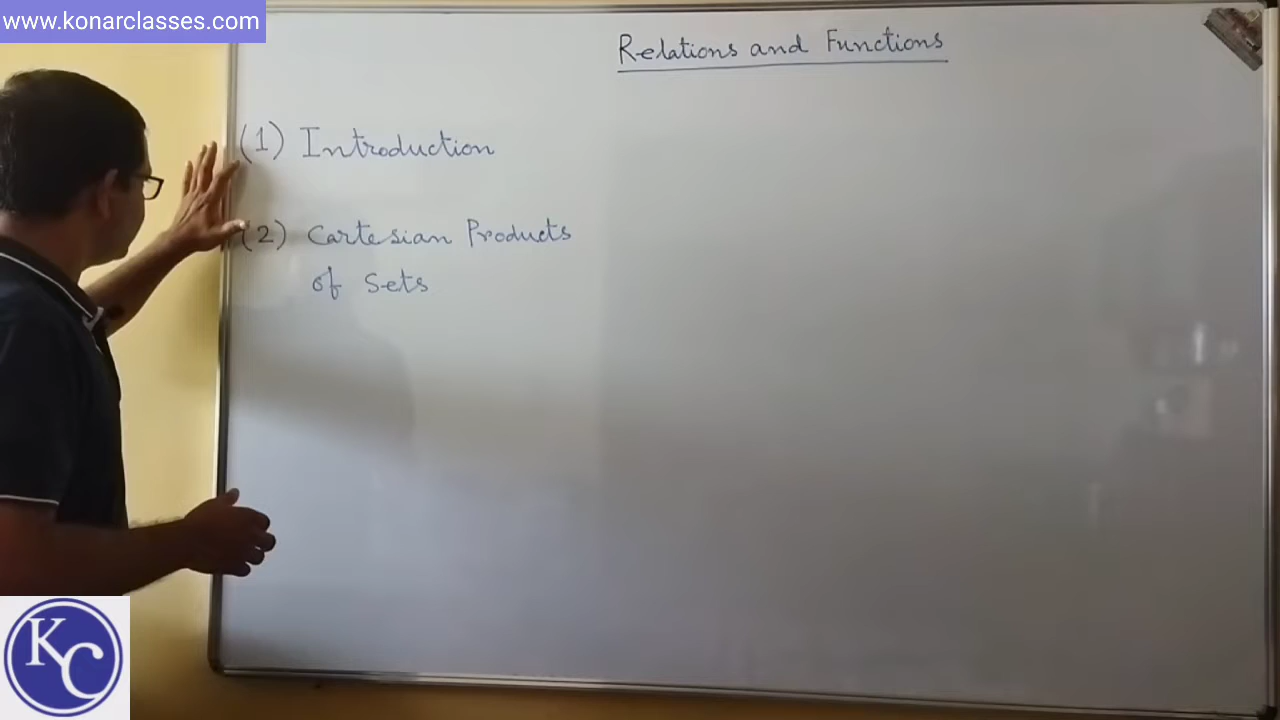 www.konarclasses.com
Relations and Functions
(1) Introduction
(2) Cartesian Products
of Sets
KC